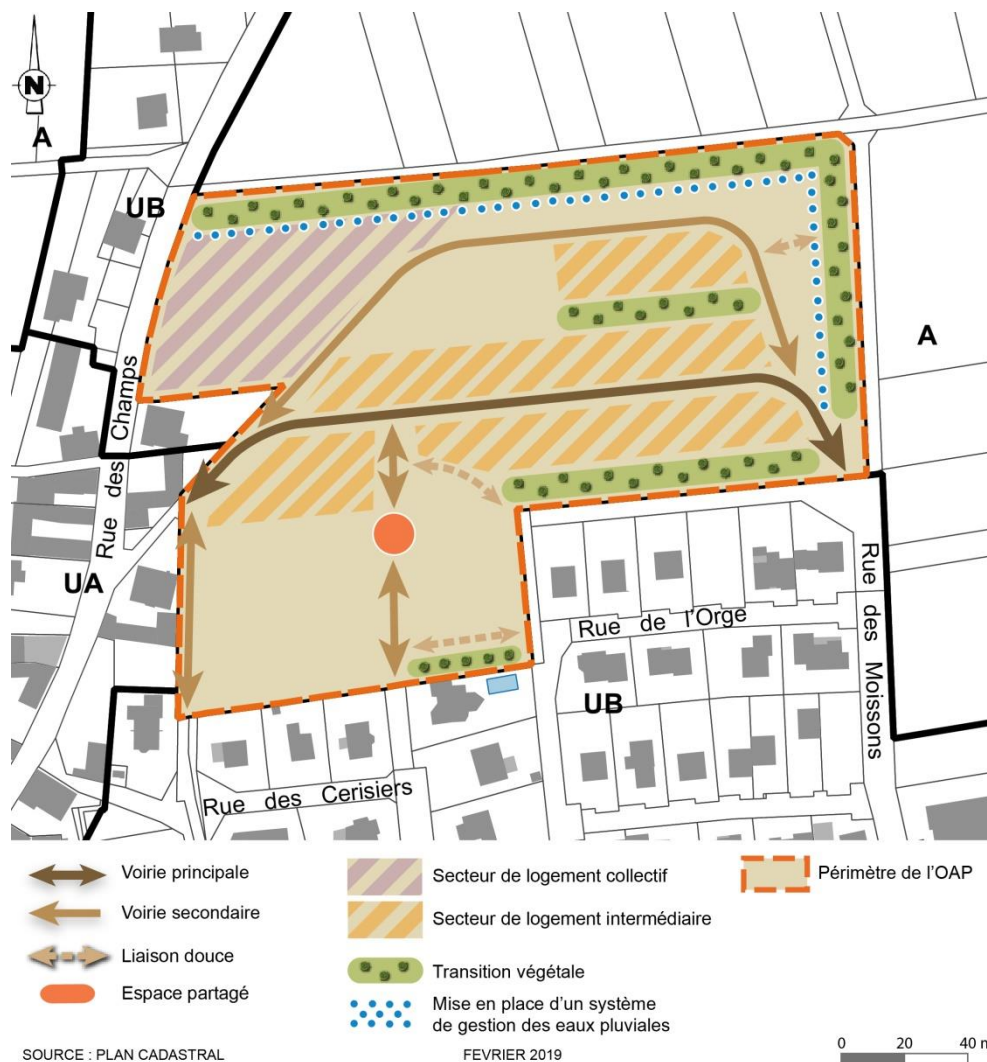 N
A
UB
A
Rue des Champs
UA
Rue de l'Orge
Rue des Moissons
UB
Rue des Cerisiers
Voirie principale
Voirie secondaire
Liaison douce
Espace partagé
Secteur de logement collectif
Secteur de logement intermédiaire
Transition végétale
Mise en place d'un système
de gestion des eaux pluviales
Périmètre de l'OAP
SOURCE : PLAN CADASTRAL
FEVRIER 2019
0 20 40 m